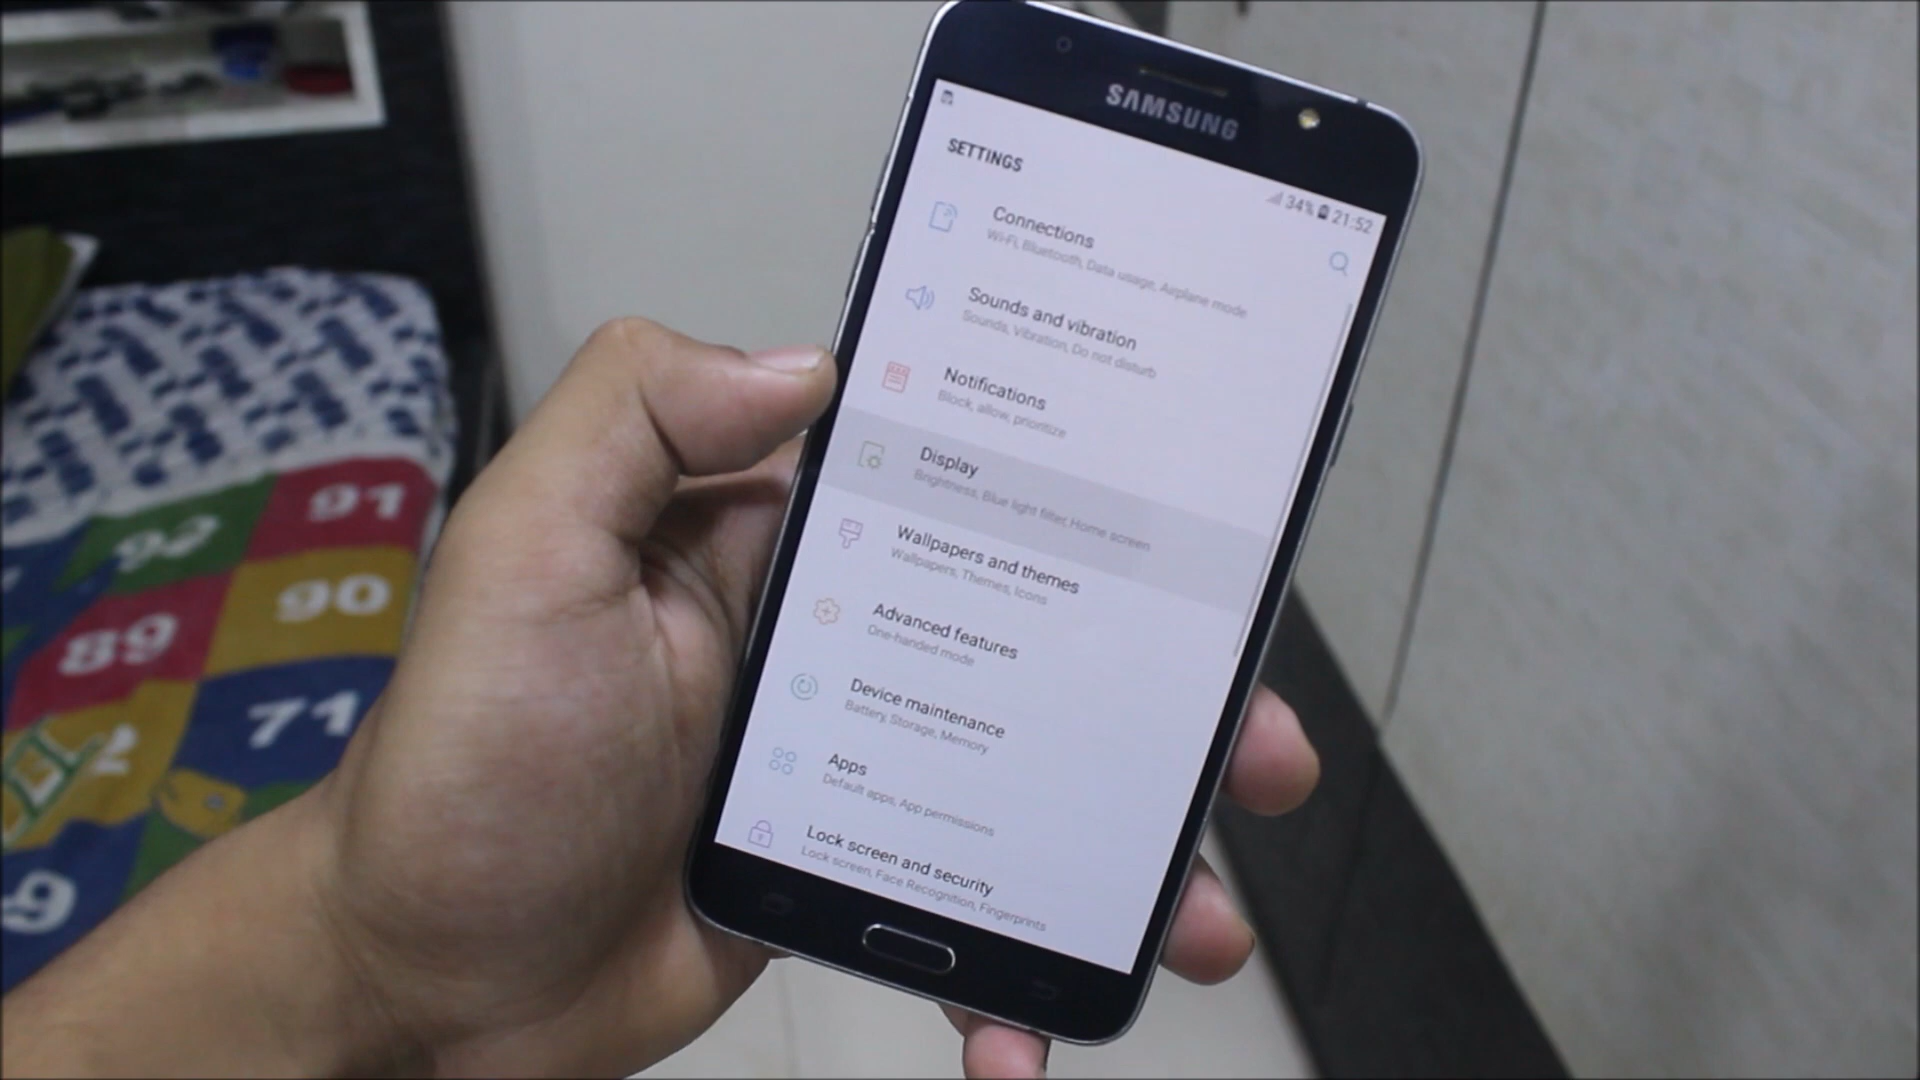 SAMSUNG
34% 21:52
SETTINGS
Connections
Wi-Fi, Bluetooth, Data usage, Airplane mode
Sounds and vibration
Sounds, Vibration, Do not disturb
Notifications
Block, allow, prioritize
Display
Brightness, Blue light filter, Home screen
Wallpapers and themes
Wallpapers, Themes, Icons
Advanced features
One-handed mode
Device maintenance
Battery, Storage, Memory
Apps
Default apps, App permissions
Lock screen and security
Lock screen, Face Recognition, Fingerprints
92 91
89 90
71